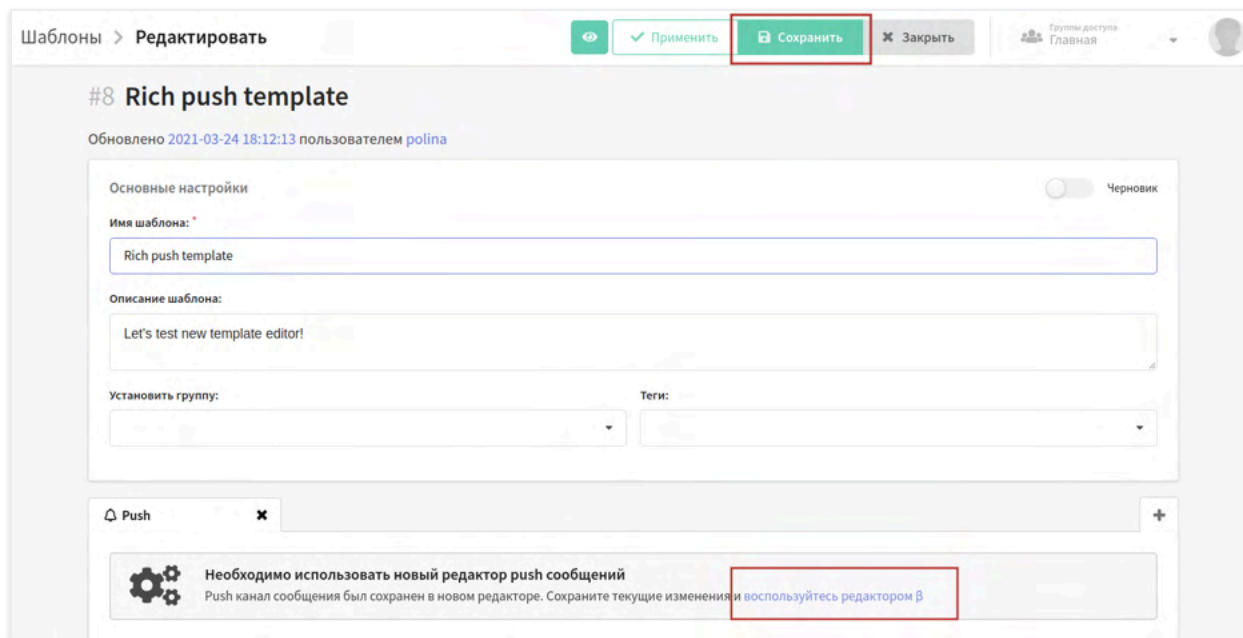 Шаблоны > Редактировать
Применить
Сохранить
Закрыть
Группы доступа
Главная
#8 Rich push template
Обновлено 2021-03-24 18:12:13 пользователем polina
Основные настройки
Черновик
Имя шаблона: *
Rich push template
Описание шаблона:
Let's test new template editor!
Установить группу:
Теги:
Push
Необходимо использовать новый редактор push сообщений
Push канал сообщения был сохранен в новом редакторе. Сохраните текущие изменения и воспользуйтесь редактором β